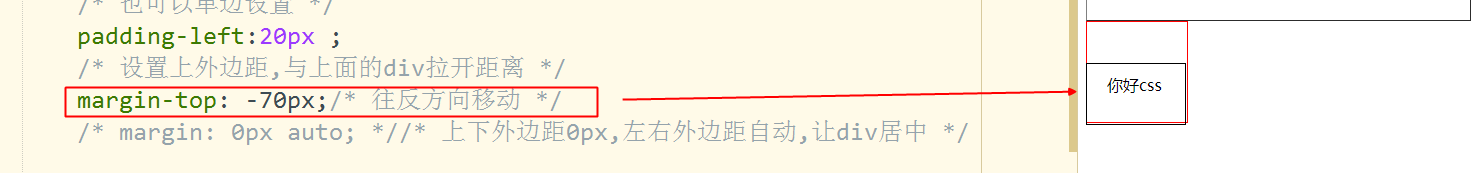 /* 也可以单边设置 */
padding-left:20px ;
/* 设置上外边距,与上面的div拉开距离 */
margin-top: -70px;/* 往反方向移动 */
/* margin: 0px auto; *//* 上下外边距0px,左右外边距自动,让div居中 */
你好css